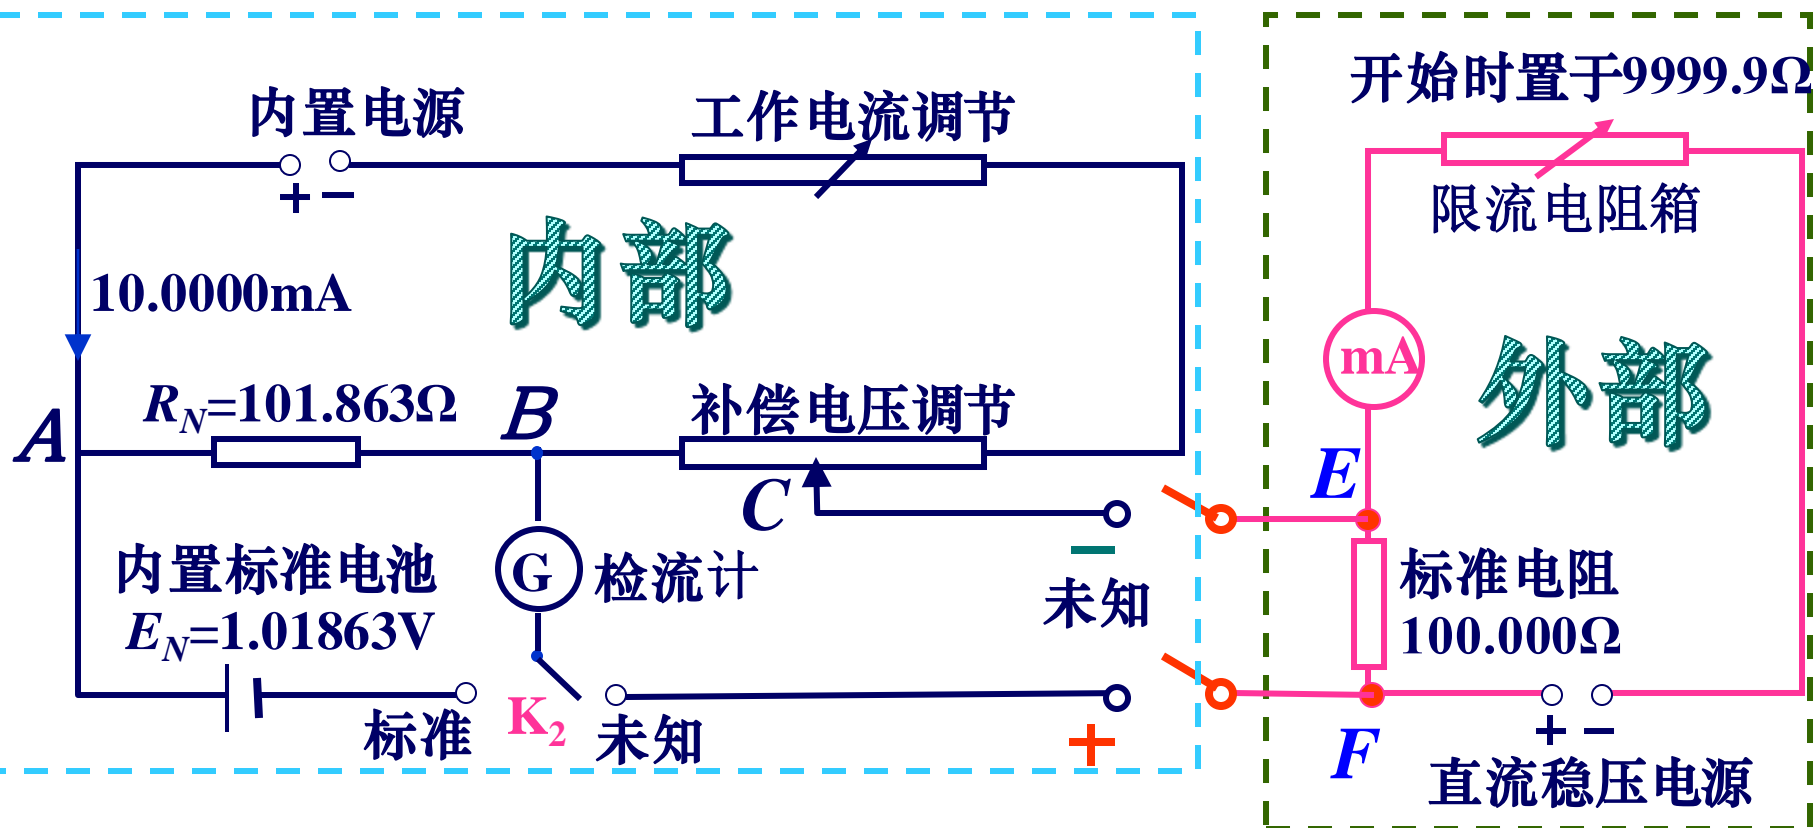 内置电源
+ −
工作电流调节
内部
10.0000mA
A
R_N=101.863Ω
B
补偿电压调节
C
内置标准电池
E_N=1.01863V
G
检流计
−
未知
K₂
标准
未知
+
开始时置于9999.9Ω
限流电阻箱
mA
外部
E
标准电阻
100.000Ω
F
+ −
直流稳压电源